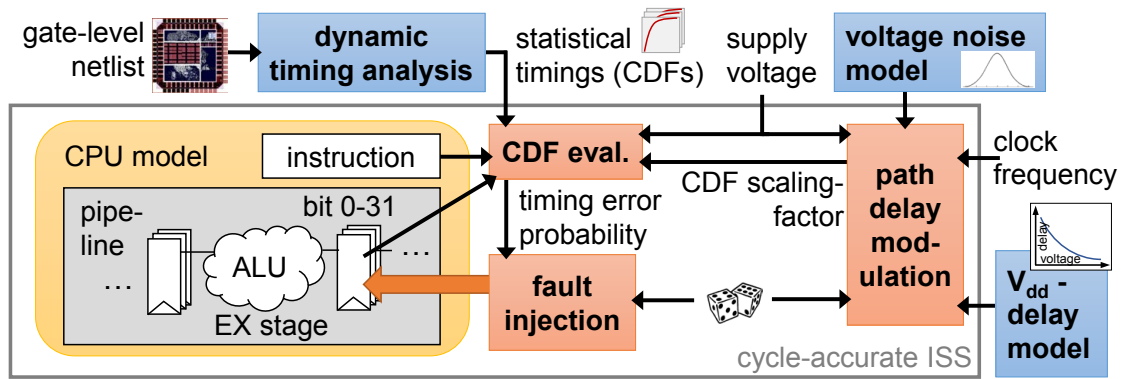 gate-level
netlist
dynamic
timing analysis
statistical
timings (CDFs)
supply
voltage
voltage noise
model
CPU model
instruction
CDF eval.
CDF scaling-
factor
path
delay
mod-
ulation
clock
frequency
pipe-
line
bit 0-31
timing error
probability
...
ALU
...
EX stage
fault
injection
delay
voltage
Vdd -
delay
model
cycle-accurate ISS